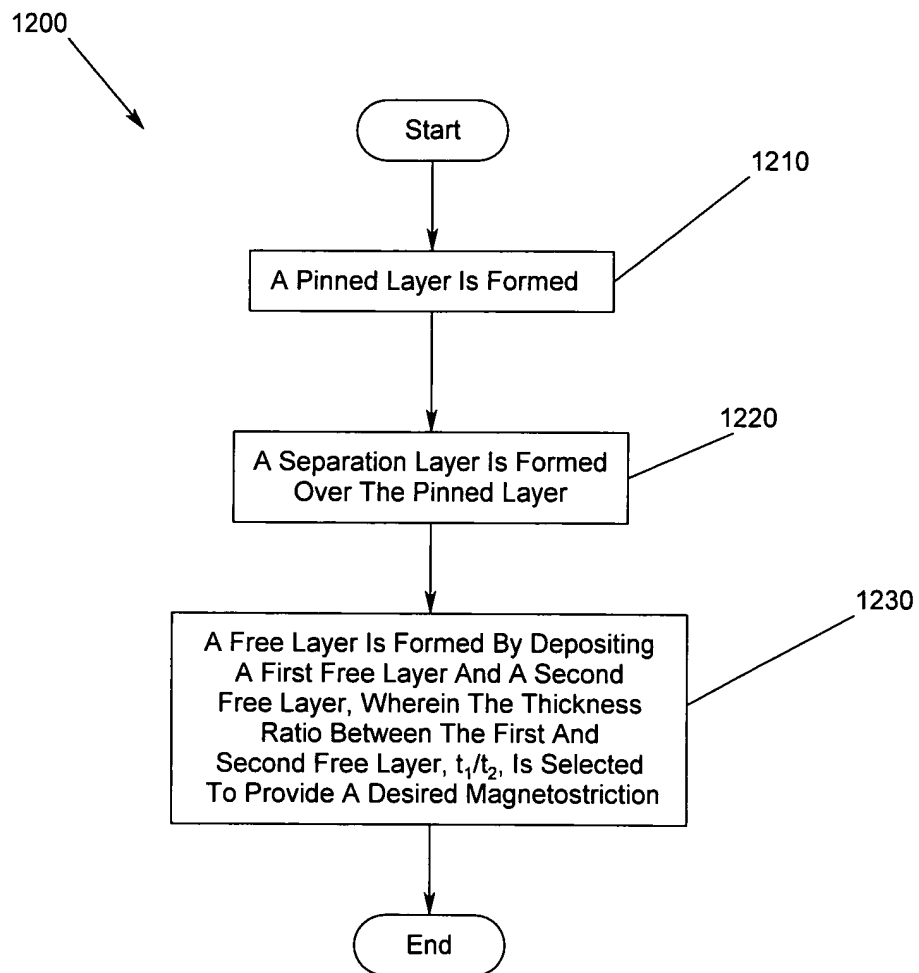 1200
Start
1210
A Pinned Layer Is Formed
1220
A Separation Layer Is Formed
Over The Pinned Layer
1230
A Free Layer Is Formed By Depositing
A First Free Layer And A Second
Free Layer, Wherein The Thickness
Ratio Between The First And
Second Free Layer, t₁/t₂, Is Selected
To Provide A Desired Magnetostriction
End